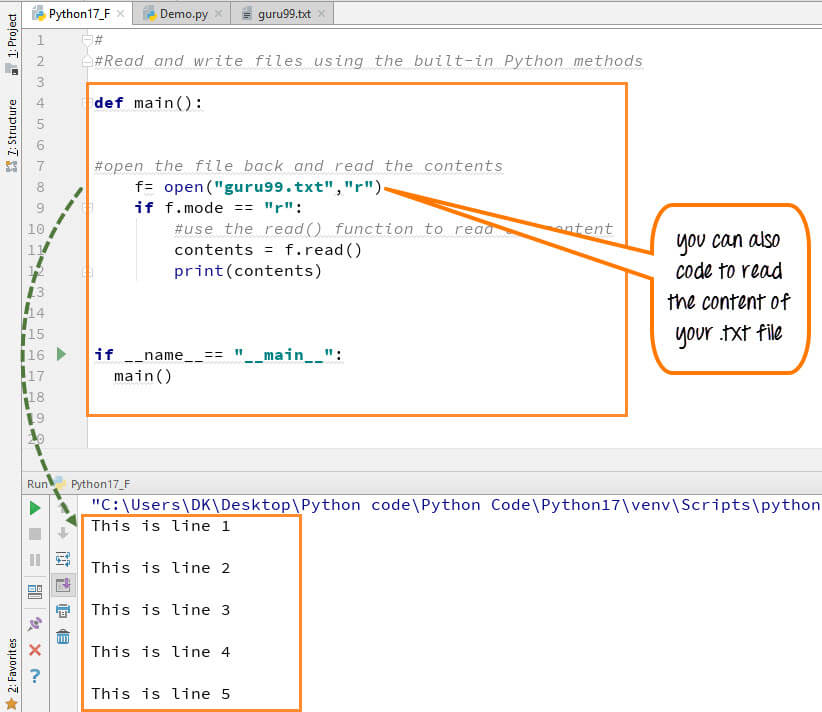 Python17_F
Demo.py
guru99.txt
1: Project
7: Structure
2: Favorites
1 #
2 #Read and write files using the built-in Python methods
3
4 def main():
5
6
7 #open the file back and read the contents
8 f= open("guru99.txt","r")
9 if f.mode == "r":
10 #use the read() function to read content
11 contents = f.read()
12 print(contents)
13
14
15
16 if __name__== "__main__":
17 main()
18
19
20
you can also
code to read
the content of
your .txt file
Run Python17_F
"C:\Users\DK\Desktop\Python code\Python Code\Python17\venv\Scripts\python
This is line 1
This is line 2
This is line 3
This is line 4
This is line 5